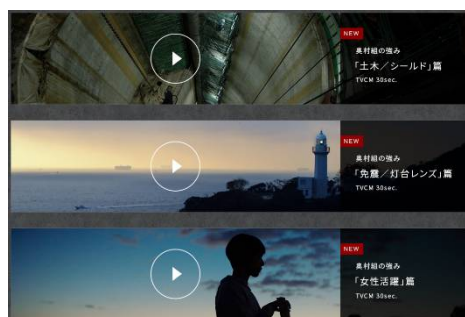 NEW
奥村組の強み
「土木／シールド」篇
TVCM 30sec.
NEW
奥村組の強み
「免震／灯台レンズ」篇
TVCM 30sec.
NEW
奥村組の強み
「女性活躍」篇
TVCM 30sec.